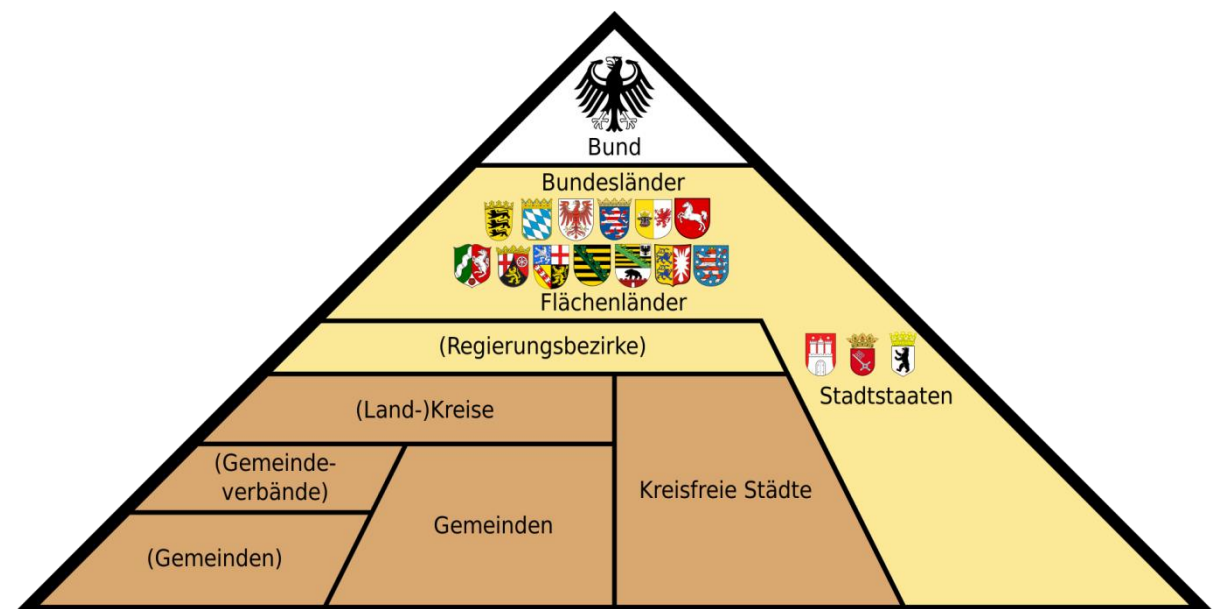 Bund
Bundesländer
Flächenländer
(Regierungsbezirke)
Stadtstaaten
(Land-)Kreise
(Gemeinde-
verbände)
Kreisfreie Städte
Gemeinden
(Gemeinden)